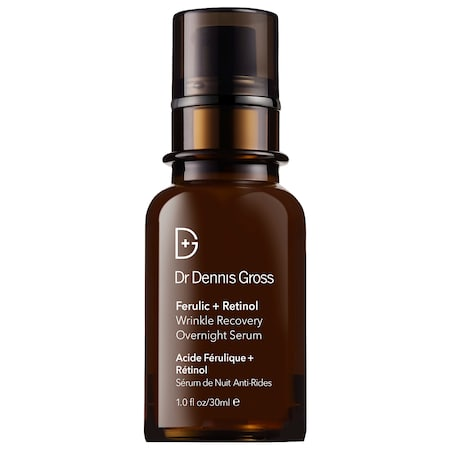 D+G
Dr Dennıs Gross
Ferulic + Retinol
Wrinkle Recovery
Overnight Serum
Acide Férulique +
Rétinol
Sérum de Nuit Anti-Rides
1.0 fl oz/30ml ℮